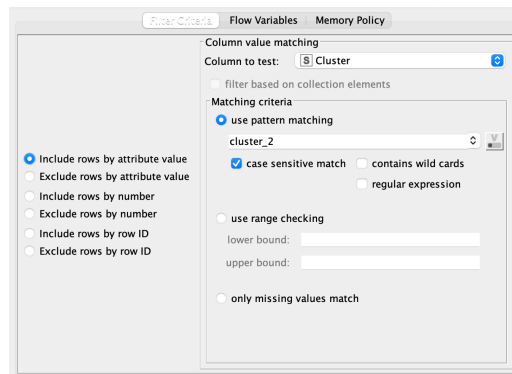 Filter Criteria Flow Variables Memory Policy
Column value matching
Column to test: S Cluster
filter based on collection elements
Matching criteria
use pattern matching
cluster_2
V
case sensitive match contains wild cards
regular expression
use range checking
lower bound:
upper bound:
only missing values match
Include rows by attribute value
Exclude rows by attribute value
Include rows by number
Exclude rows by number
Include rows by row ID
Exclude rows by row ID